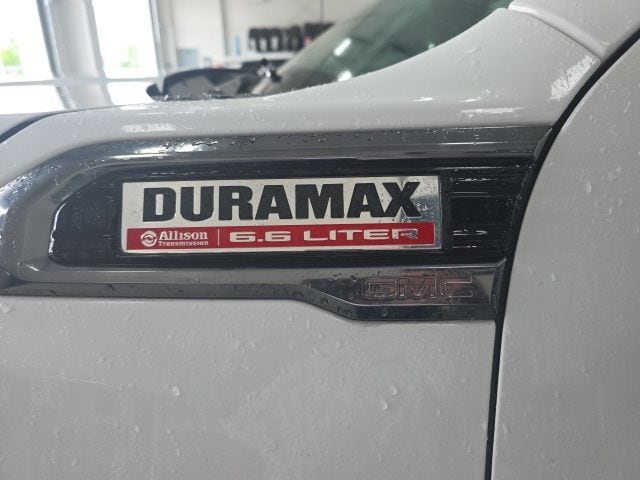 DURAMAX
Allison Transmission 6.6 LITER
GMC